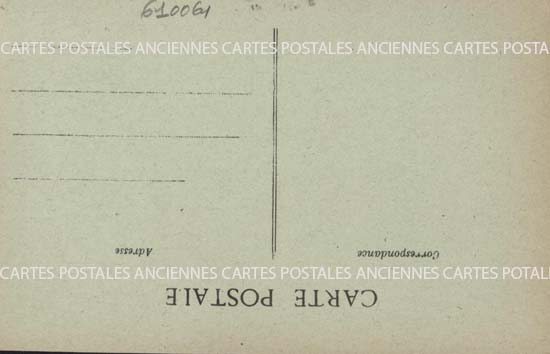 610061
CARTES POSTALES ANCIENNES CARTES POSTALES ANCIENNES CARTES POSTA
Adresse
Correspondance
CARTES POSTALES ANCIENNES CARTES POSTALES ANCIENNES CARTES POTAL
CARTE POSTALE